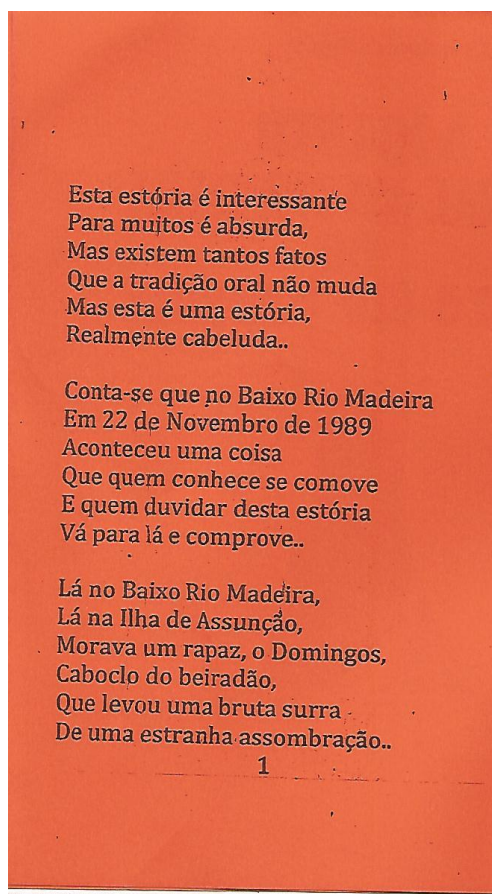 Esta estória é interessante
Para muitos é absurda,
Mas existem tantos fatos
Que a tradição oral não muda
Mas esta é uma estória,
Realmente cabeluda..
Conta-se que no Baixo Rio Madeira
Em 22 de Novembro de 1989
Aconteceu uma coisa
Que quem conhece se comove
E quem duvidar desta estória
Vá para lá e comprove..
Lá no Baixo Rio Madeira,
Lá na Ilha de Assunção,
Morava um rapaz, o Domingos,
Caboclo do beiradão,
Que levou uma bruta surra
De uma estranha assombração..
1